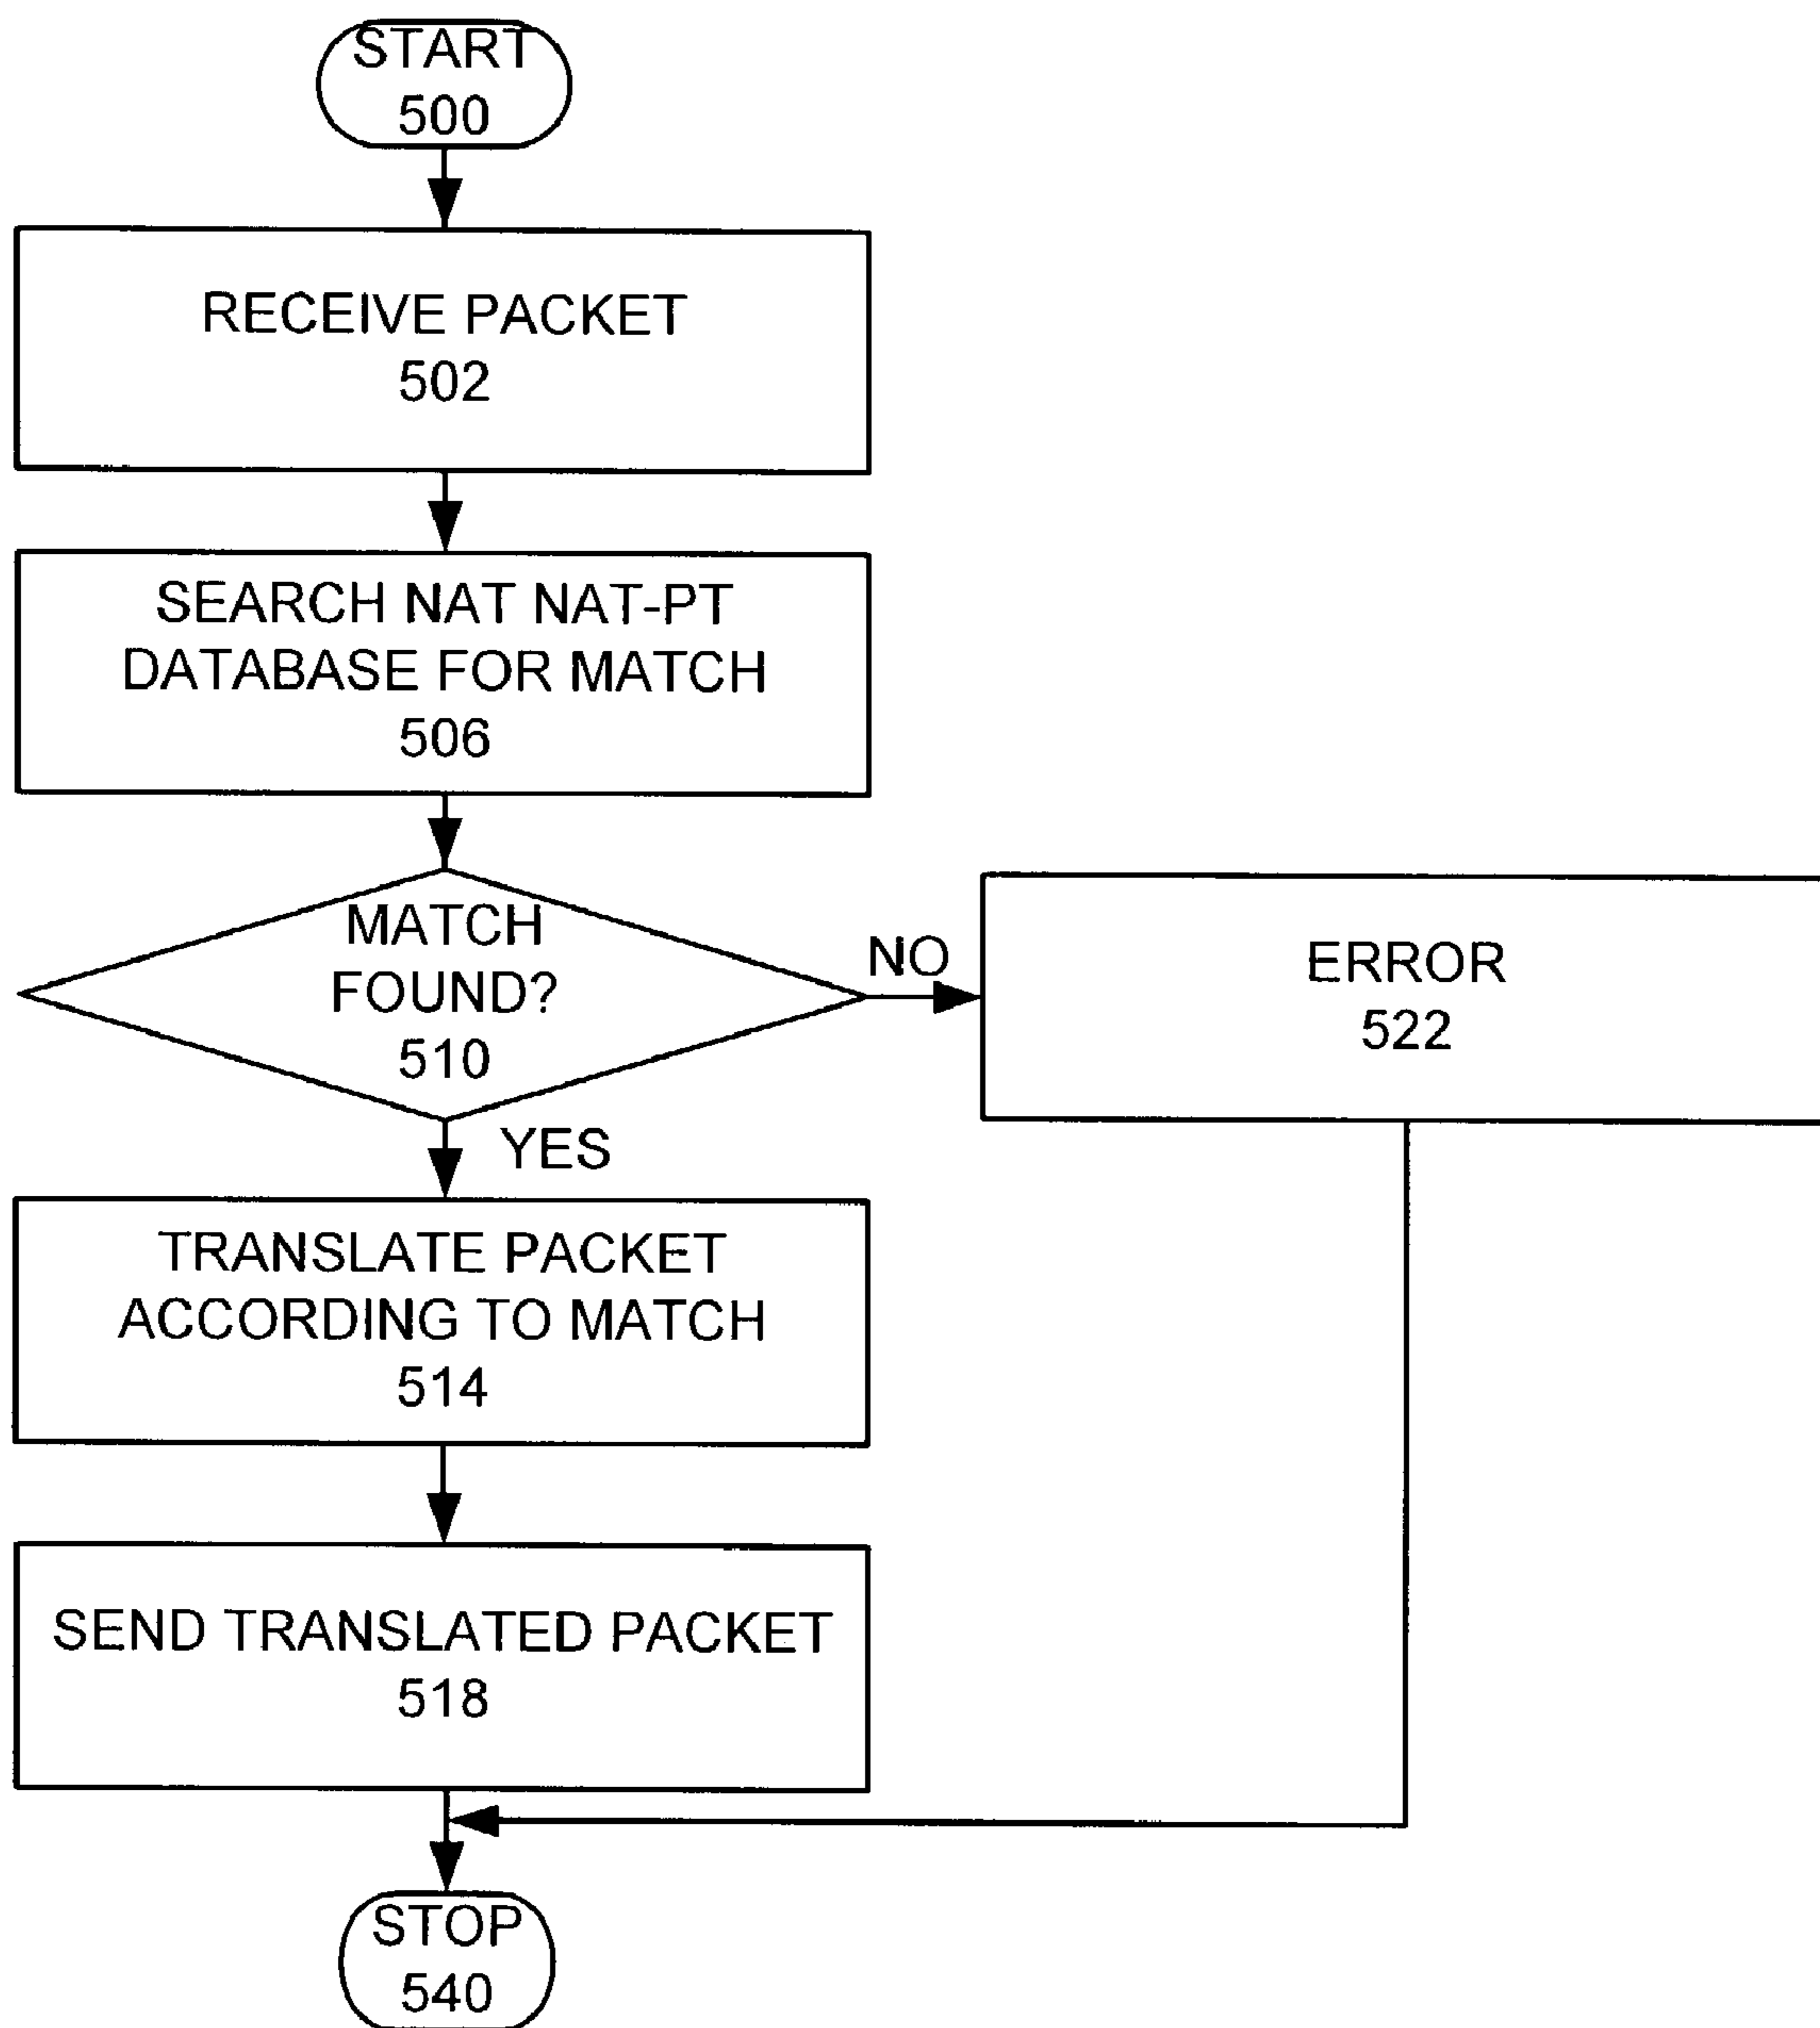 START
500
RECEIVE PACKET
502
SEARCH NAT NAT-PT
DATABASE FOR MATCH
506
MATCH
FOUND?
510
NO
ERROR
522
YES
TRANSLATE PACKET
ACCORDING TO MATCH
514
SEND TRANSLATED PACKET
518
STOP
540